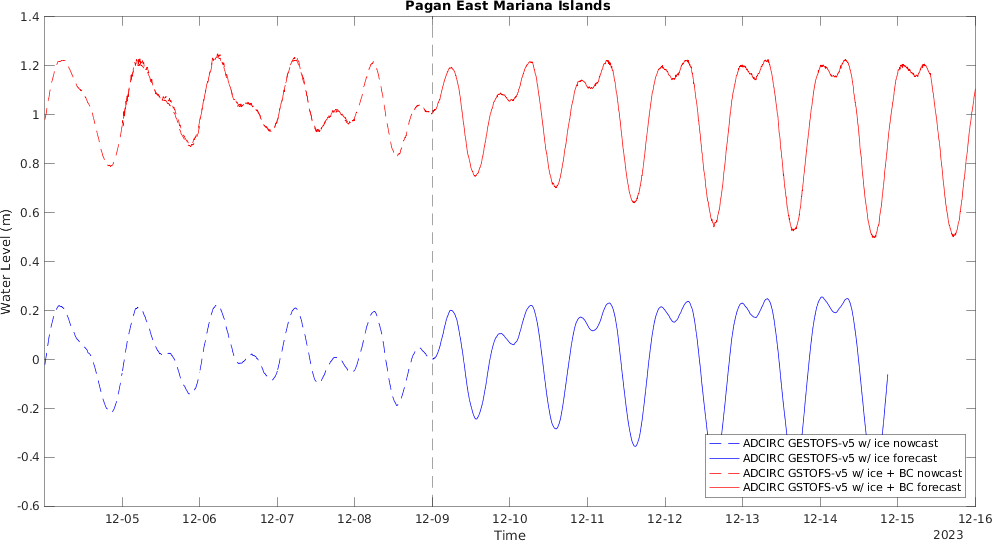 Pagan East Mariana Islands
1.4
1.2
1
0.8
0.6
0.4
0.2
0
-0.2
-0.4
-0.6
Water Level (m)
ADCIRC GESTOFS-v5 w/ ice nowcast
ADCIRC GESTOFS-v5 w/ ice forecast
ADCIRC GSTOFS-v5 w/ ice + BC nowcast
ADCIRC GSTOFS-v5 w/ ice + BC forecast
12-05 12-06 12-07 12-08 12-09 12-10 12-11 12-12 12-13 12-14 12-15 12-16
Time
2023